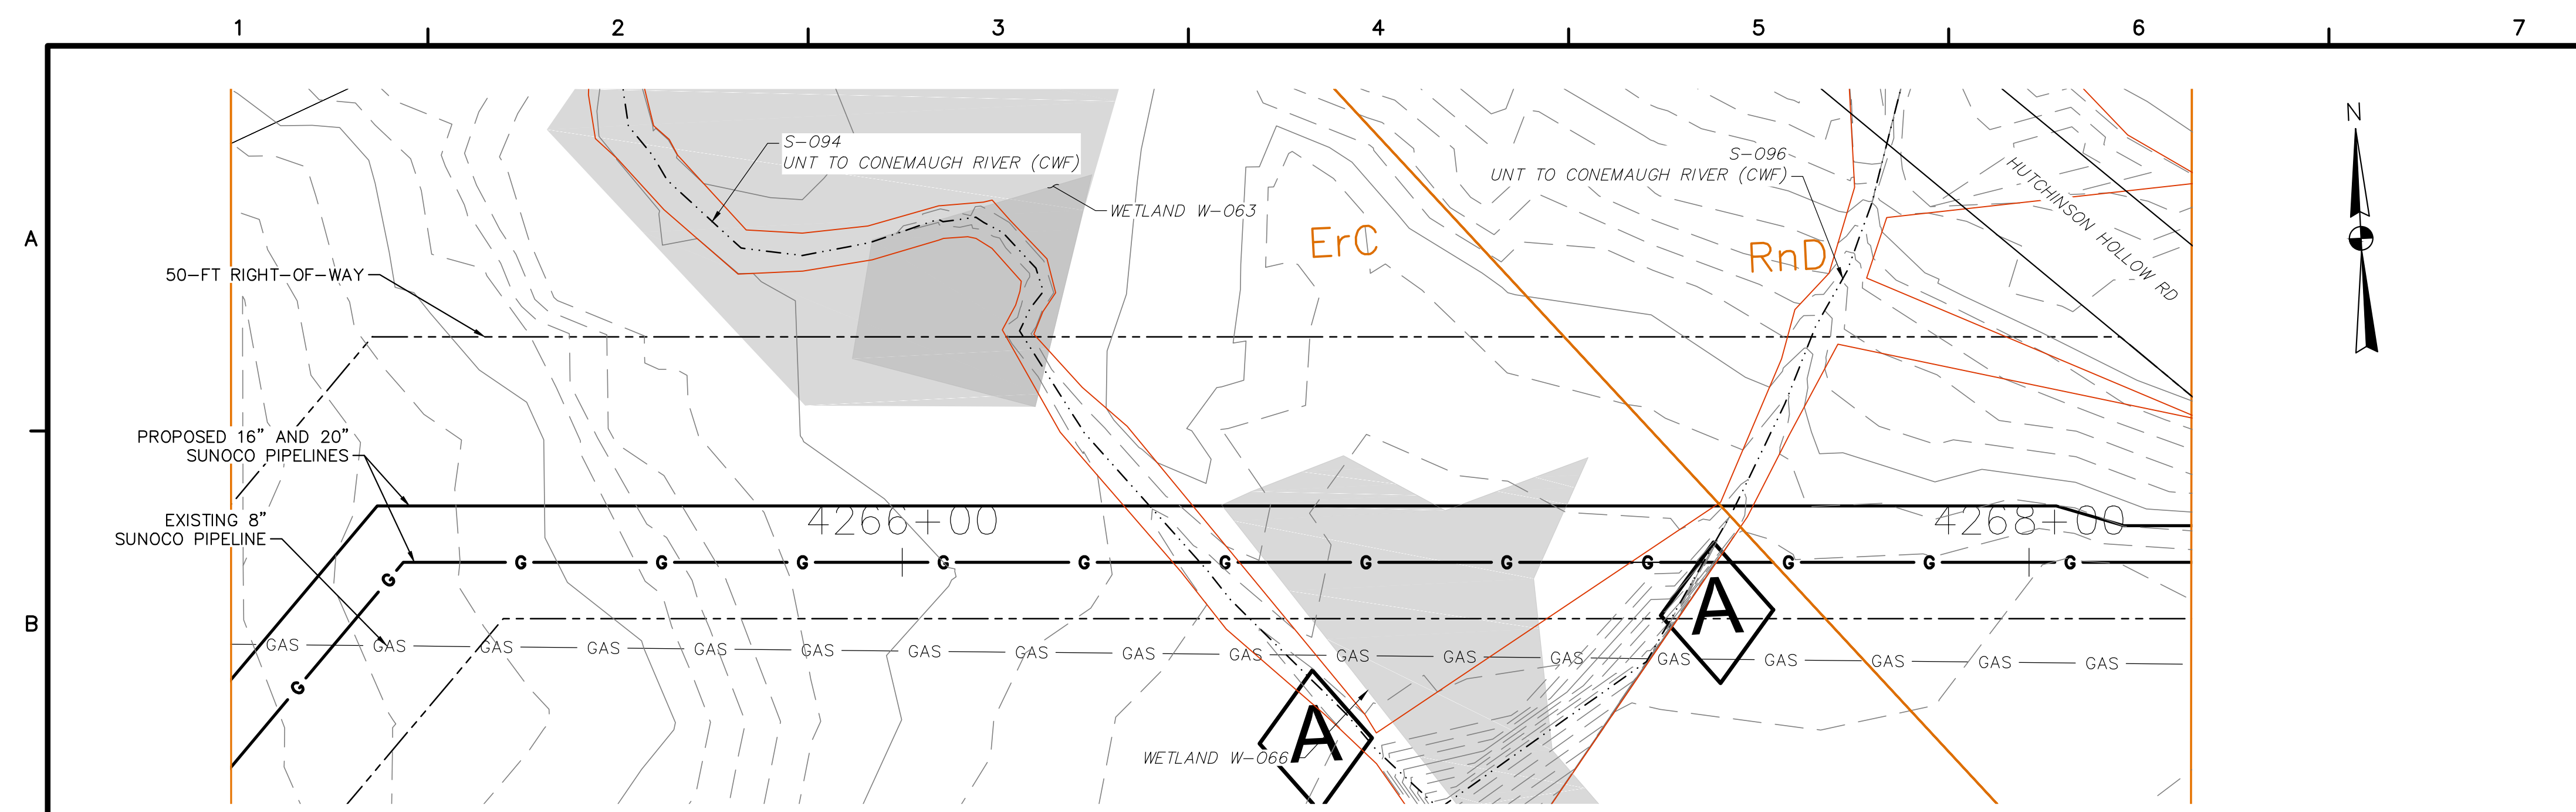 1 2 3 4 5 6 7
N
S-094
UNT TO CONEMAUGH RIVER (CWF)
S-096
UNT TO CONEMAUGH RIVER (CWF)
HUTCHINSON HOLLOW RD
WETLAND W-063
A
ErC
RnD
50-FT RIGHT-OF-WAY
PROPOSED 16” AND 20”
SUNOCO PIPELINES
4266+00
4268+00
EXISTING 8”
SUNOCO PIPELINE
G G G G G G G G G G G G
G
A
B
GAS GAS GAS GAS GAS GAS GAS GAS GAS GAS GAS GAS GAS GAS GAS GAS GAS GAS
G
A
WETLAND W-066